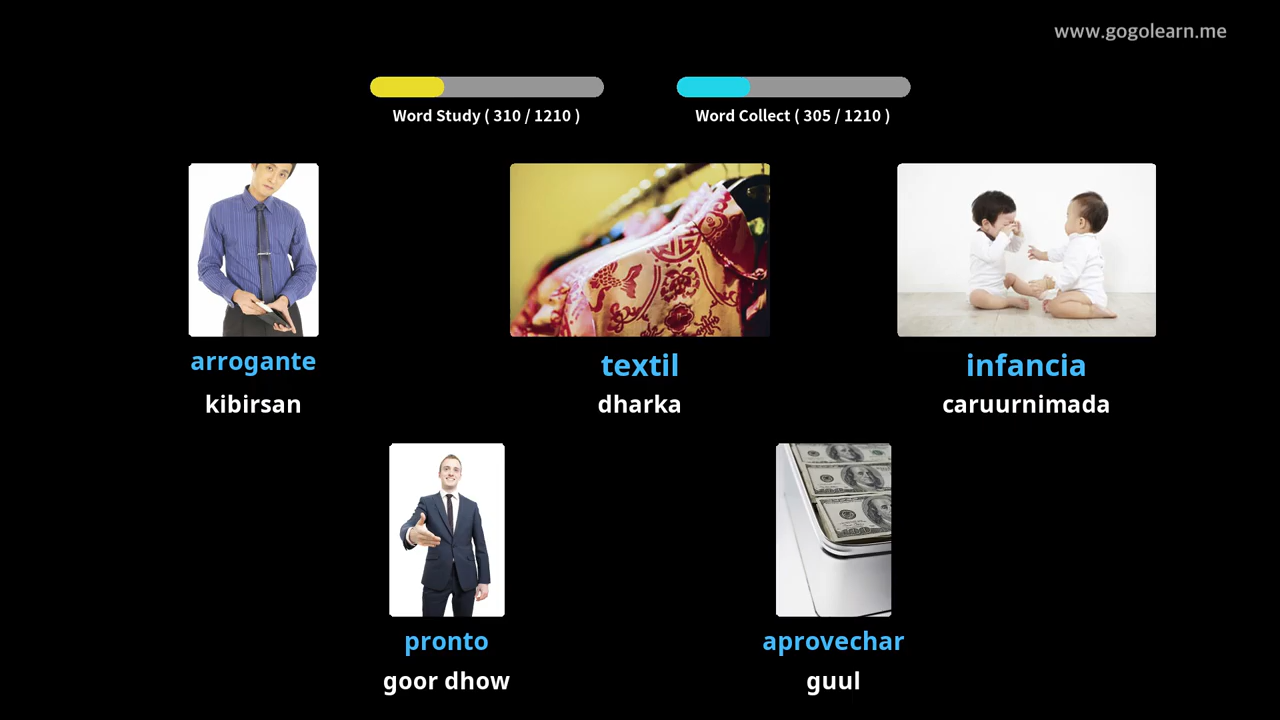 www.gogolearn.me
Word Study ( 310 / 1210 )
Word Collect ( 305 / 1210 )
arrogante
kibirsan
textil
dharka
infancia
caruurnimada
pronto
goor dhow
aprovechar
guul